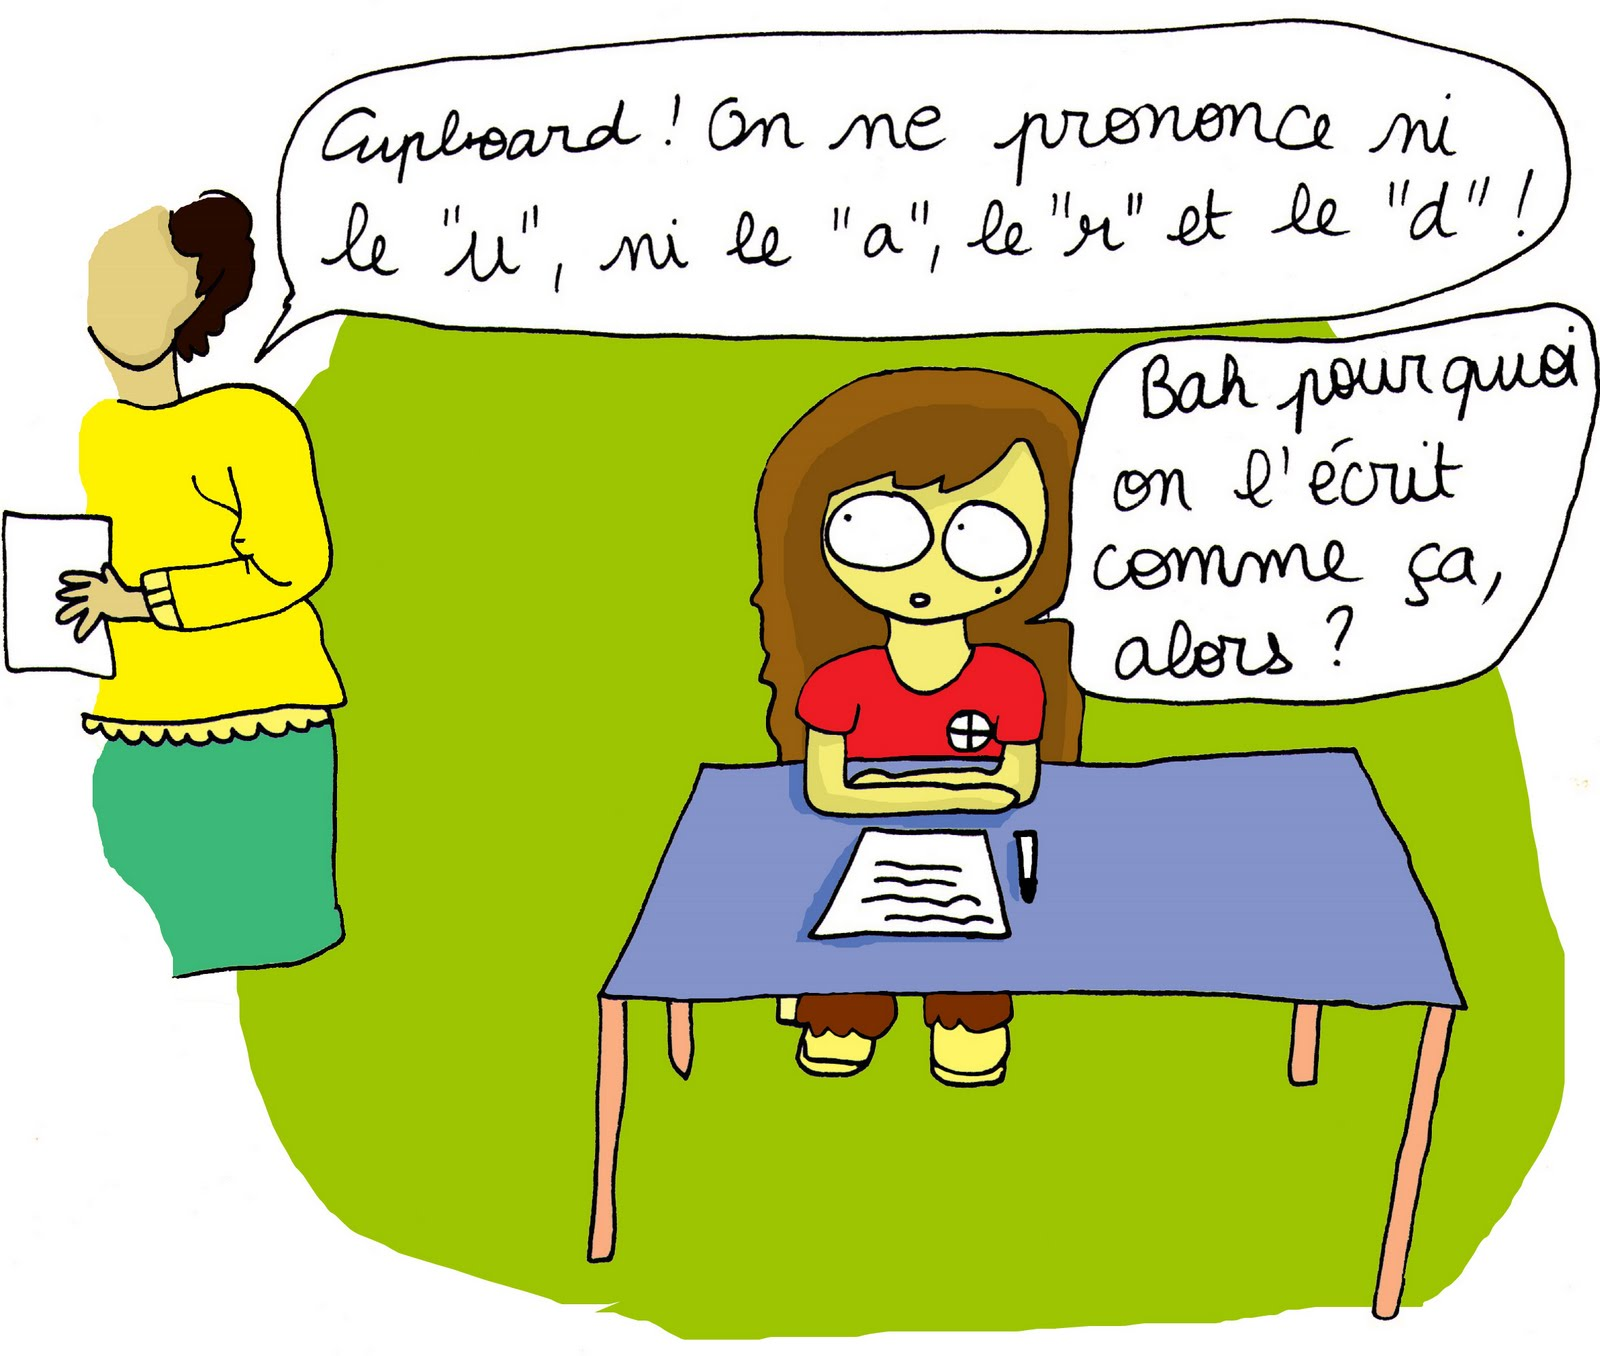 Cupboard ! On ne prononce ni
le "u", ni le "a", le "r" et le "d" !
Bah pourquoi
on l'écrit
comme ça,
alors ?